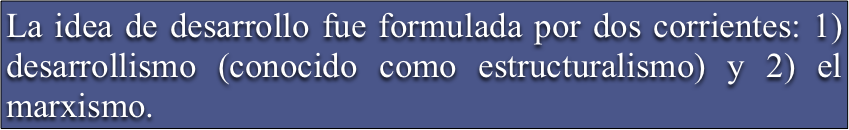 La idea de desarrollo fue formulada por dos corrientes: 1)
desarrollismo (conocido como estructuralismo) y 2) el
marxismo.